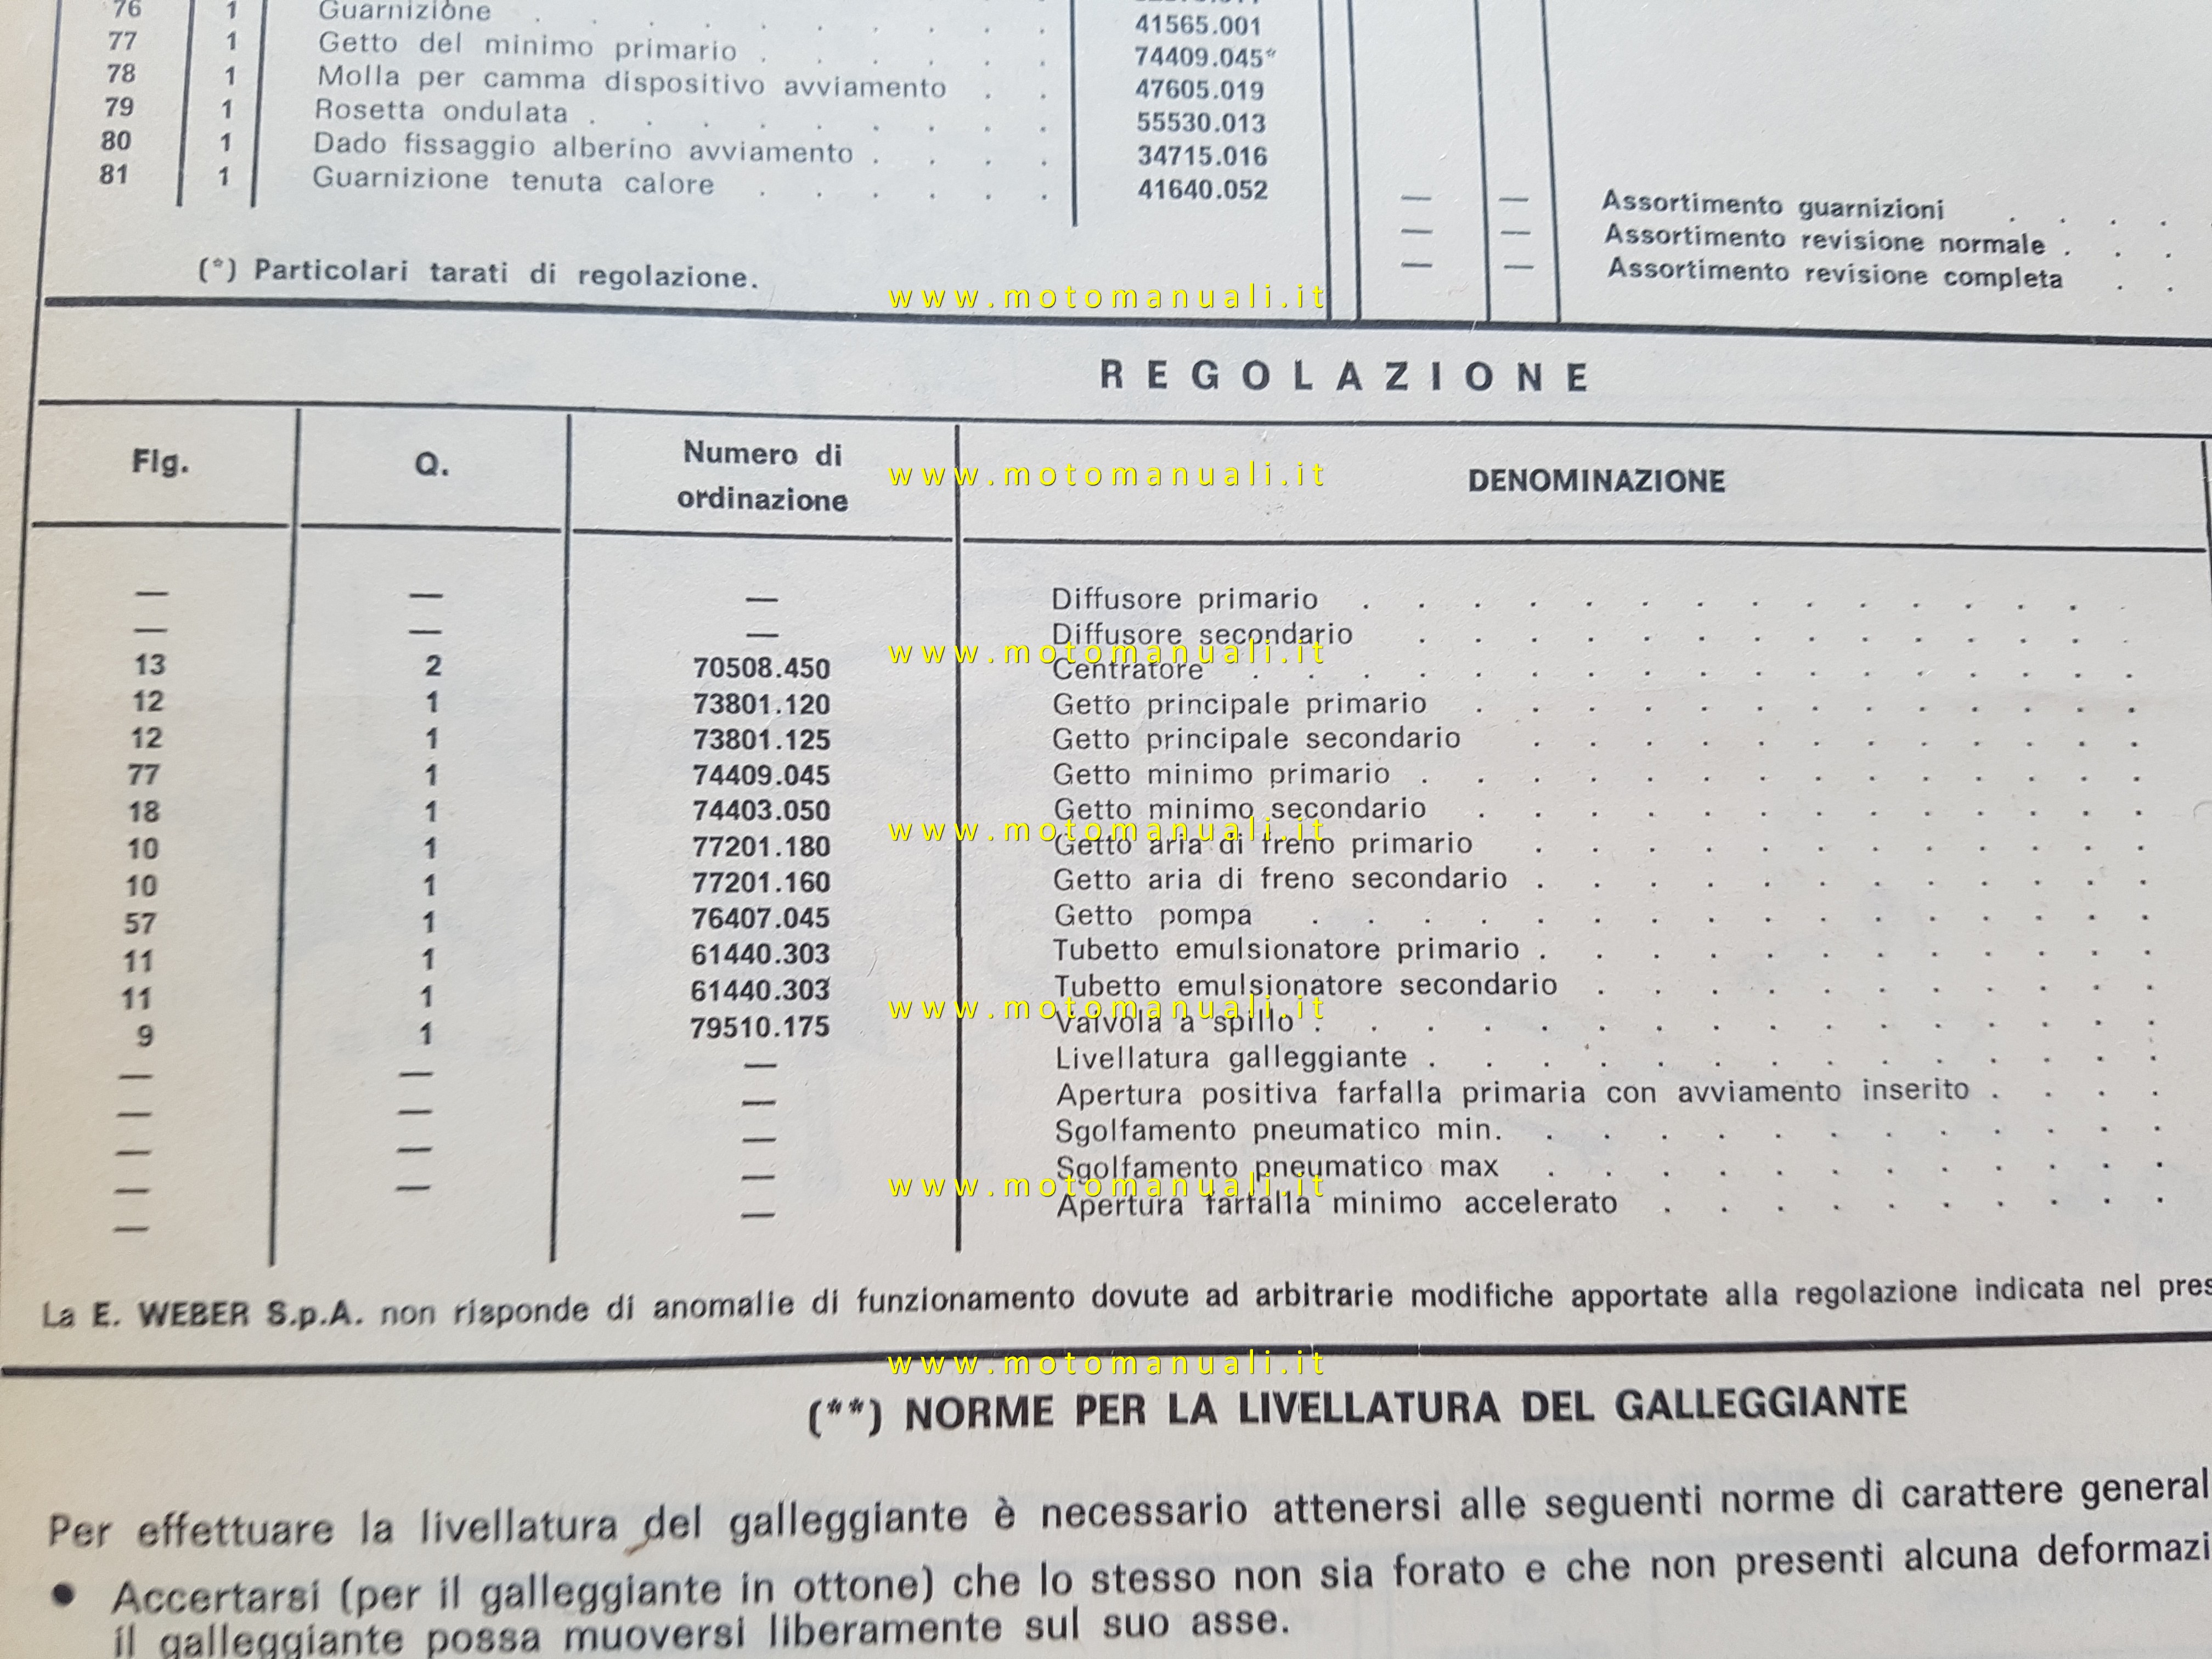 76 1 Guarnizione
41565.001
77 1 Getto del minimo primario . 74409.045*
78 1 Molla per camma dispositivo avviamento 47605.019
79 1 Rosetta ondulata . 55530.013
80 1 Dado fissaggio alberino avviamento . 34715.016
81 1 Guarnizione tenuta calore 41640.052
(*) Particolari tarati di regolazione.
— — Assortimento guarnizioni
— — Assortimento revisione normale .
— — Assortimento revisione completa
www.motomanuali.it
REGOLAZIONE
Fig. Q. Numero di ordinazione DENOMINAZIONE
www.motomanuali.it
— — — Diffusore primario
— — — Diffusore secondario
www.motomanuali.it
13 2 70508.450 Centratore
12 1 73801.120 Getto principale primario
12 1 73801.125 Getto principale secondario
77 1 74409.045 Getto minimo primario
18 1 74403.050 Getto minimo secondario
www.motomanuali.it
10 1 77201.180 Getto aria di freno primario
10 1 77201.160 Getto aria di freno secondario
57 1 76407.045 Getto pompa
11 1 61440.303 Tubetto emulsionatore primario
11 1 61440.303 Tubetto emulsionatore secondario
www.motomanuali.it
9 1 79510.175 Valvola a spillo
— — — Livellatura galleggiante
— — — Apertura positiva farfalla primaria con avviamento inserito
— — — Sgolfamento pneumatico min.
— — — Sgolfamento pneumatico max
www.motomanuali.it
— — Apertura farfalla minimo accelerato
La E. WEBER S.p.A. non risponde di anomalie di funzionamento dovute ad arbitrarie modifiche apportate alla regolazione indicata nel pres
www.motomanuali.it
(**) NORME PER LA LIVELLATURA DEL GALLEGGIANTE
Per effettuare la livellatura del galleggiante è necessario attenersi alle seguenti norme di carattere general
● Accertarsi (per il galleggiante in ottone) che lo stesso non sia forato e che non presenti alcuna deformazi
il galleggiante possa muoversi liberamente sul suo asse.